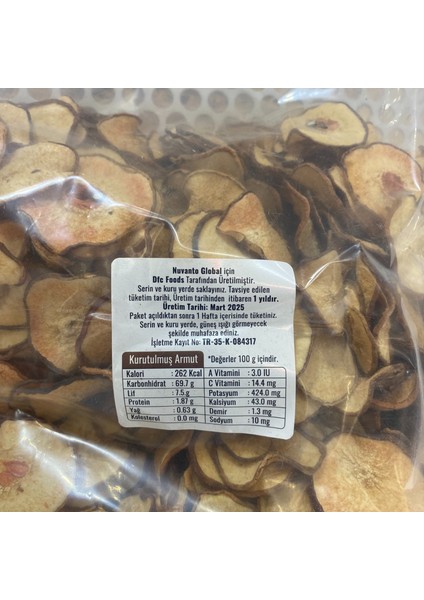 Nuvanto Global için
Dfc Foods Tarafından Üretilmiştir.
Serin ve kuru yerde saklayınız. Tavsiye edilen
tüketim tarihi, Üretim tarihinden itibaren 1 yıldır.
Üretim Tarihi: Mart 2025
Paket açıldıktan sonra 1 Hafta içerisinde tüketiniz.
Serin ve kuru yerde, güneş ışığı görmeyecek
şekilde muhafaza ediniz.
İşletme Kayıt No: TR-35-K-084317
Kurutulmuş Armut *Değerler 100 g içindir.
Kalori : 262 Kcal A Vitamini : 3.0 IU
Karbonhidrat : 69.7 g C Vitamini : 14.4 mg
Lif : 7.5 g Potasyum : 424.0 mg
Protein : 1.87 g Kalsiyum : 43.0 mg
Yağ : 0.63 g Demir : 1.3 mg
Kolesterel : 0.0 mg Sodyum : 10 mg